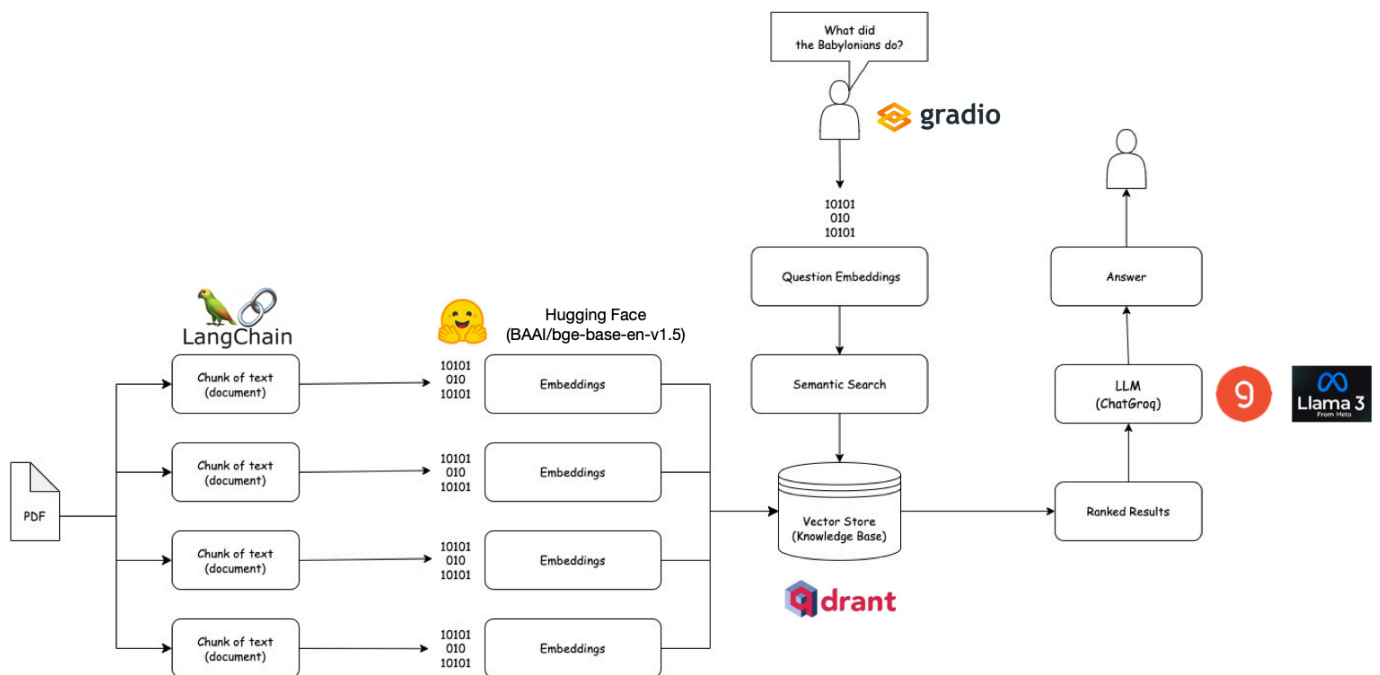 What did
the Babylonians do?
gradio
10101
010
10101
Question Embeddings
Answer
LangChain
Hugging Face
(BAAI/bge-base-en-v1.5)
Chunk of text
(document)
10101
010
10101
Embeddings
Semantic Search
LLM
(ChatGroq)
g
Llama 3
From Meta
Chunk of text
(document)
10101
010
10101
Embeddings
PDF
Vector Store
(Knowledge Base)
Ranked Results
Chunk of text
(document)
10101
010
10101
Embeddings
qdrant
Chunk of text
(document)
10101
010
10101
Embeddings